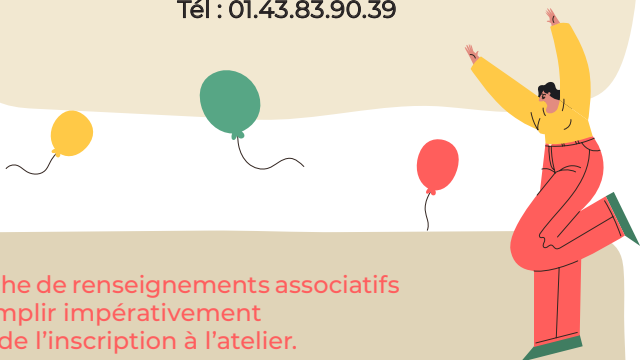 Tél : 01.43.83.90.39
he de renseignements associatifs
mplir impérativement
de l'inscription à l'atelier.